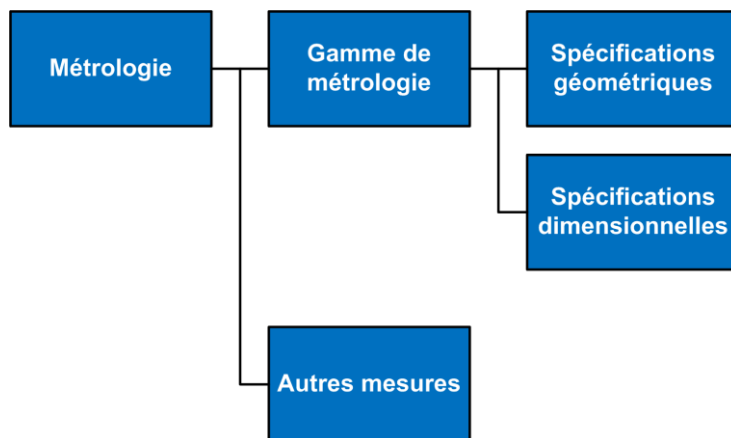 Métrologie
Gamme de
métrologie
Spécifications
géométriques
Spécifications
dimensionnelles
Autres mesures